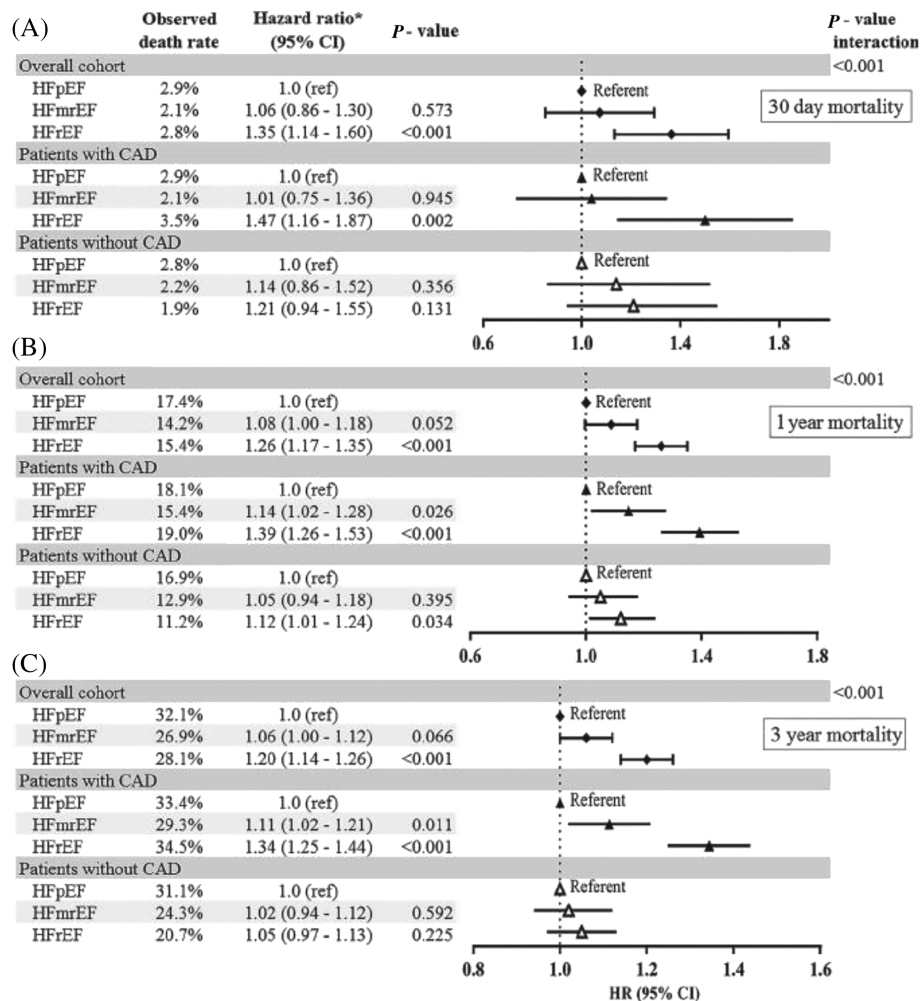 (A) Observed death rate Hazard ratio* (95% CI) P - value P - value interaction
Overall cohort <0.001
HFpEF 2.9% 1.0 (ref) Referent
HFmrEF 2.1% 1.06 (0.86 - 1.30) 0.573 30 day mortality
HFrEF 2.8% 1.35 (1.14 - 1.60) <0.001
Patients with CAD
HFpEF 2.9% 1.0 (ref) Referent
HFmrEF 2.1% 1.01 (0.75 - 1.36) 0.945
HFrEF 3.5% 1.47 (1.16 - 1.87) 0.002
Patients without CAD
HFpEF 2.8% 1.0 (ref) Referent
HFmrEF 2.2% 1.14 (0.86 - 1.52) 0.356
HFrEF 1.9% 1.21 (0.94 - 1.55) 0.131
0.6 1.0 1.4 1.8
(B)
Overall cohort <0.001
HFpEF 17.4% 1.0 (ref) Referent
HFmrEF 14.2% 1.08 (1.00 - 1.18) 0.052 1 year mortality
HFrEF 15.4% 1.26 (1.17 - 1.35) <0.001
Patients with CAD
HFpEF 18.1% 1.0 (ref) Referent
HFmrEF 15.4% 1.14 (1.02 - 1.28) 0.026
HFrEF 19.0% 1.39 (1.26 - 1.53) <0.001
Patients without CAD
HFpEF 16.9% 1.0 (ref) Referent
HFmrEF 12.9% 1.05 (0.94 - 1.18) 0.395
HFrEF 11.2% 1.12 (1.01 - 1.24) 0.034
0.6 1.0 1.4 1.8
(C)
Overall cohort <0.001
HFpEF 32.1% 1.0 (ref) Referent
HFmrEF 26.9% 1.06 (1.00 - 1.12) 0.066 3 year mortality
HFrEF 28.1% 1.20 (1.14 - 1.26) <0.001
Patients with CAD
HFpEF 33.4% 1.0 (ref) Referent
HFmrEF 29.3% 1.11 (1.02 - 1.21) 0.011
HFrEF 34.5% 1.34 (1.25 - 1.44) <0.001
Patients without CAD
HFpEF 31.1% 1.0 (ref) Referent
HFmrEF 24.3% 1.02 (0.94 - 1.12) 0.592
HFrEF 20.7% 1.05 (0.97 - 1.13) 0.225
0.8 1.0 1.2 1.4 1.6
HR (95% CI)